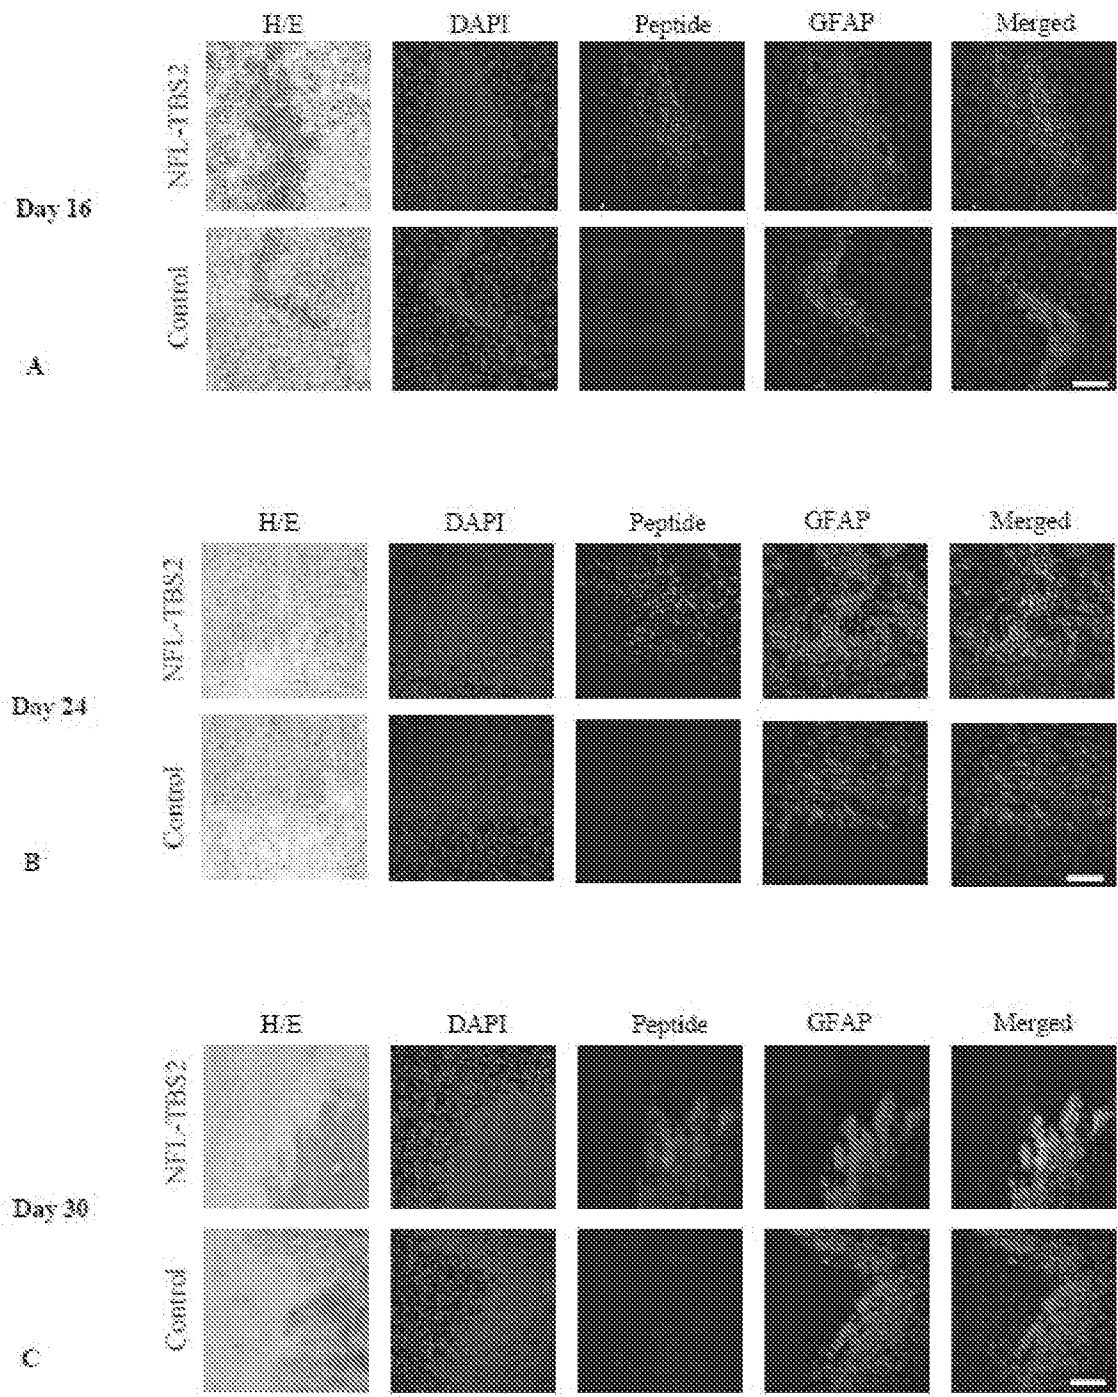 H/E DAPI Peptide GFAP Merged
NFL-TBS2
Day 16
Control
A
H/E DAPI Peptide GFAP Merged
NFL-TBS2
Day 24
Control
B
H/E DAPI Peptide GFAP Merged
NFL-TBS2
Day 30
Control
C